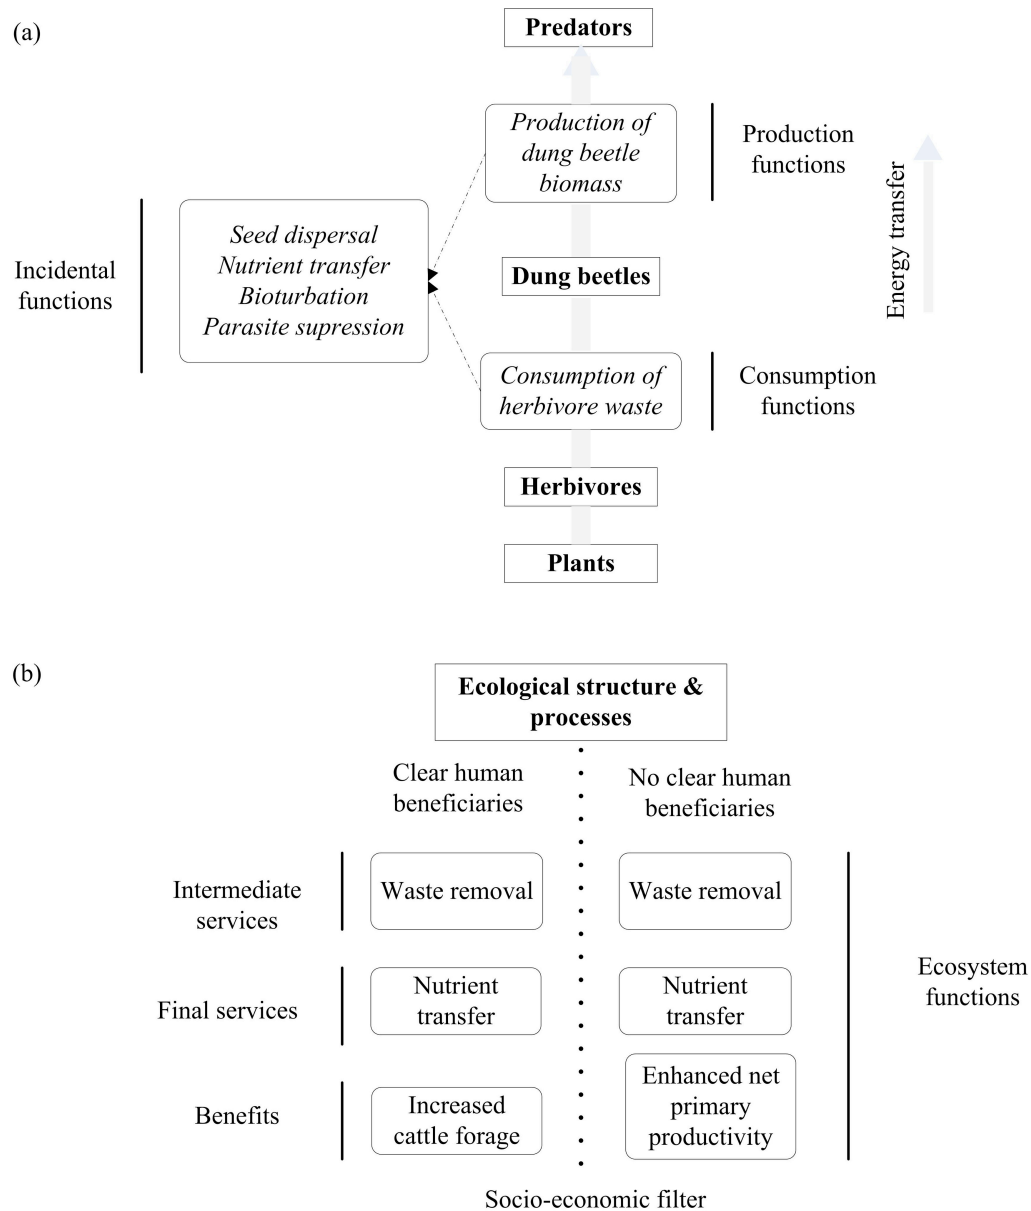 (a)
Predators
Production of
dung beetle
biomass
Production
functions
Energy transfer
Incidental
functions
Seed dispersal
Nutrient transfer
Bioturbation
Parasite supression
Dung beetles
Consumption of
herbivore waste
Consumption
functions
Herbivores
Plants
(b)
Ecological structure &
processes
Clear human
beneficiaries
No clear human
beneficiaries
Intermediate
services
Waste removal
Waste removal
Final services
Nutrient
transfer
Nutrient
transfer
Ecosystem
functions
Benefits
Increased
cattle forage
Enhanced net
primary
productivity
Socio-economic filter